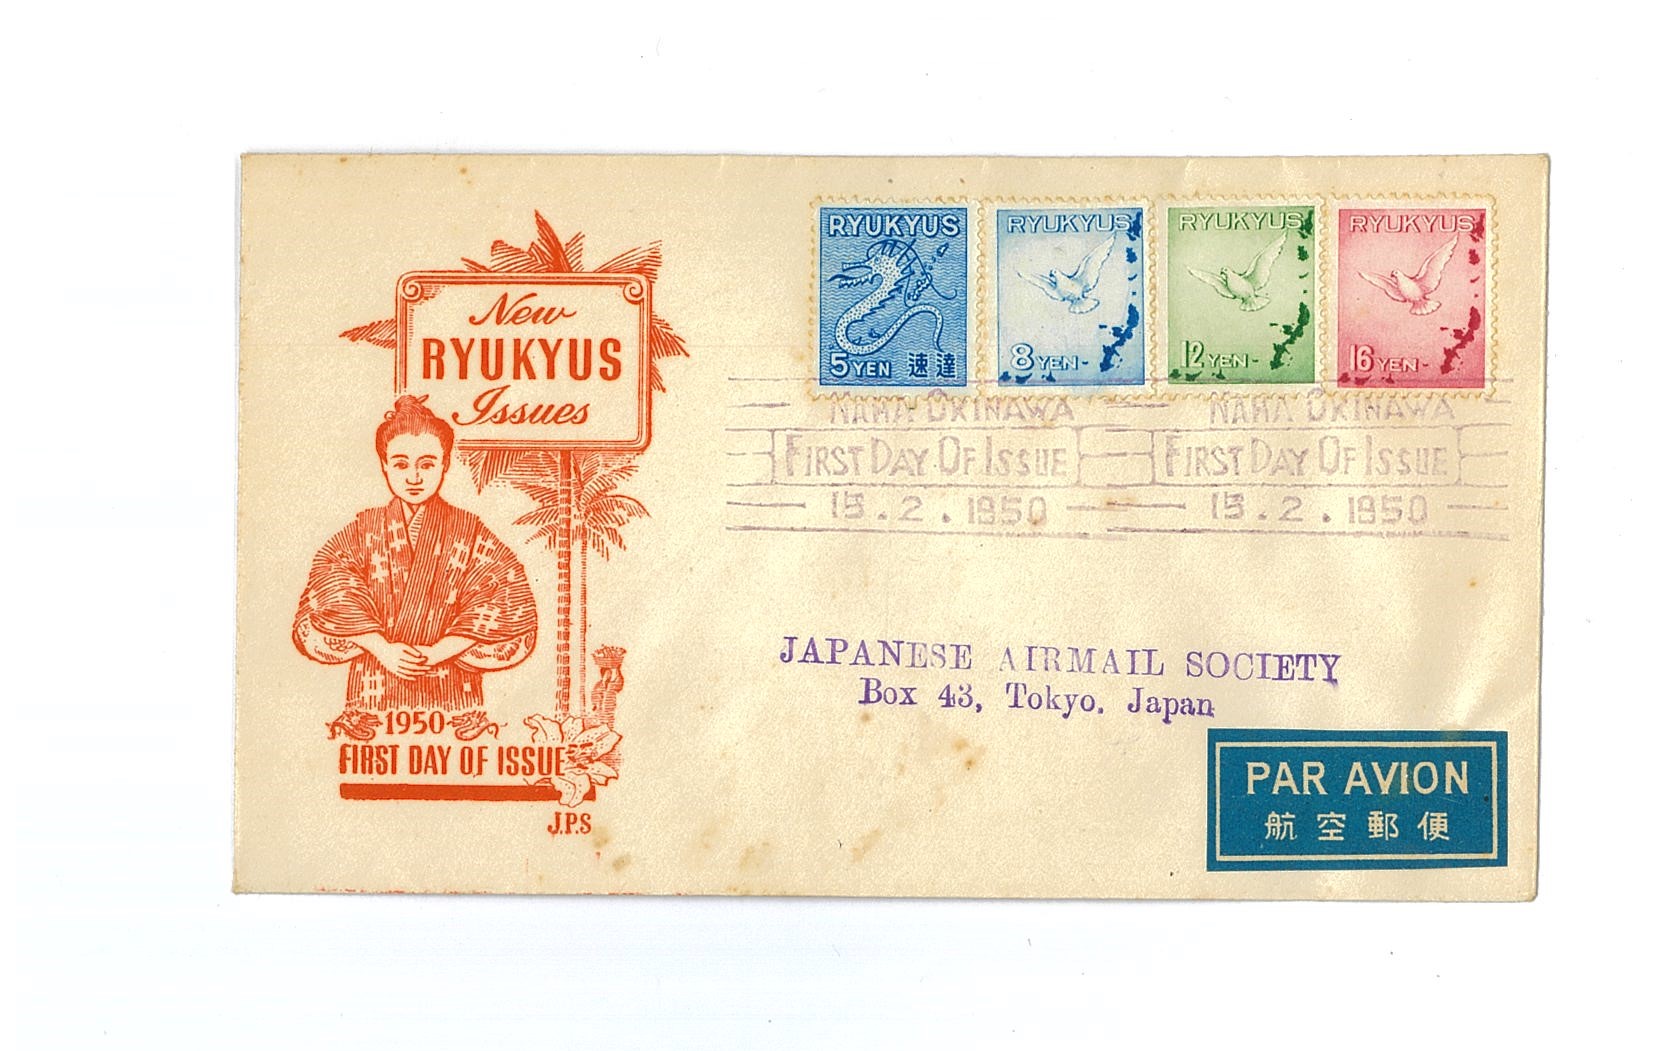 New
RYUKYUS
Issues
1950
FIRST DAY OF ISSUE
J.P.S
RYUKYUS
5 YEN 速達
RYUKYUS
8 YEN-
RYUKYUS
12 YEN-
RYUKYUS
16 YEN-
NAHA OKINAWA
FIRST DAY OF ISSUE
15.2.1950
NAHA OKINAWA
FIRST DAY OF ISSUE
15.2.1950
JAPANESE AIRMAIL SOCIETY
Box 43, Tokyo. Japan
PAR AVION
航空郵便